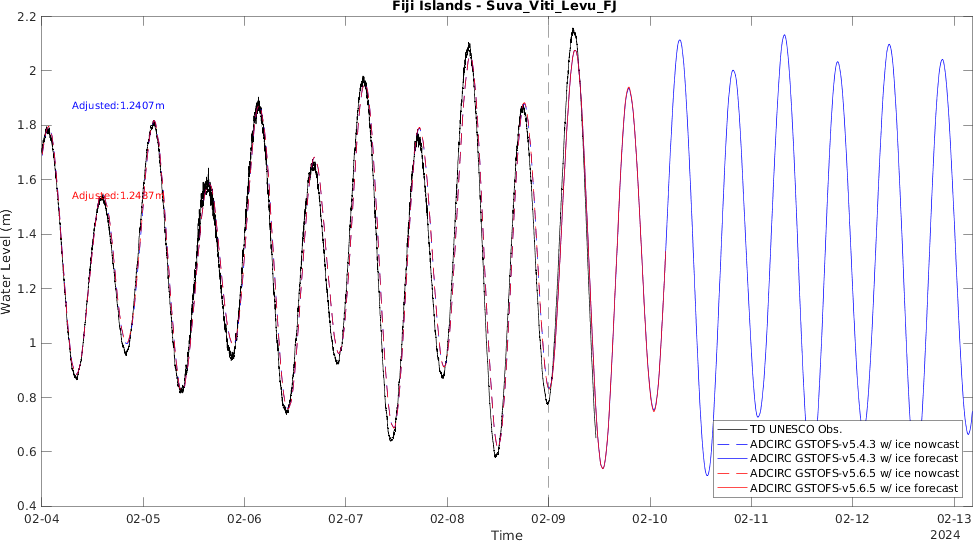 Fiji Islands - Suva_Viti_Levu_FJ
2.2
2
1.8
1.6
1.4
1.2
1
0.8
0.6
0.4
Water Level (m)
Adjusted:1.2407m
Adjusted:1.2487m
TD UNESCO Obs.
ADCIRC GSTOFS-v5.4.3 w/ ice nowcast
ADCIRC GSTOFS-v5.4.3 w/ ice forecast
ADCIRC GSTOFS-v5.6.5 w/ ice nowcast
ADCIRC GSTOFS-v5.6.5 w/ ice forecast
02-04 02-05 02-06 02-07 02-08 02-09 02-10 02-11 02-12 02-13
Time
2024